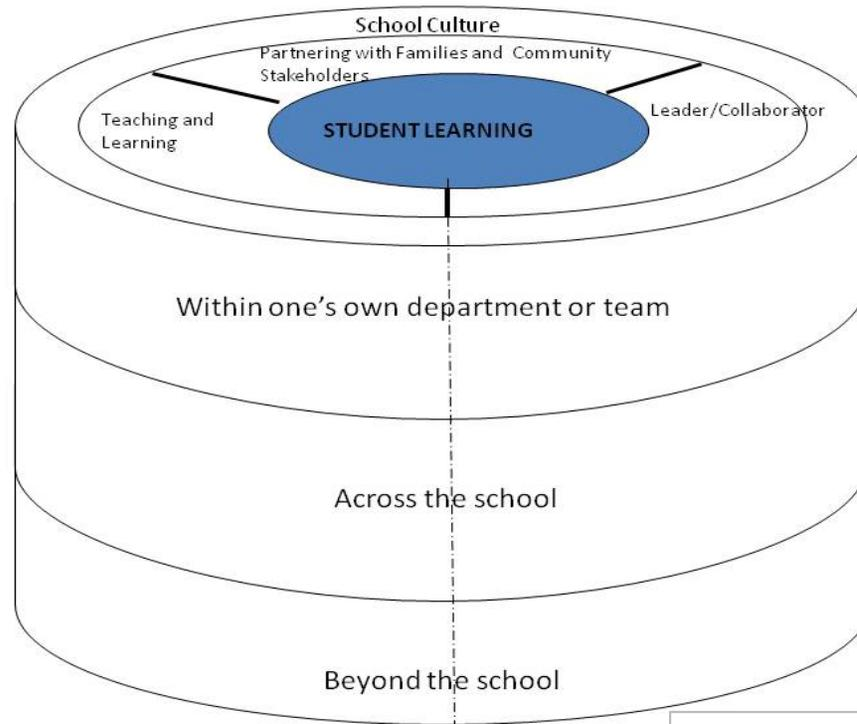 School Culture
Partnering with Families and Community
Stakeholders
Teaching and
Learning
STUDENT LEARNING
Leader/Collaborator
Within one’s own department or team
Across the school
Beyond the school